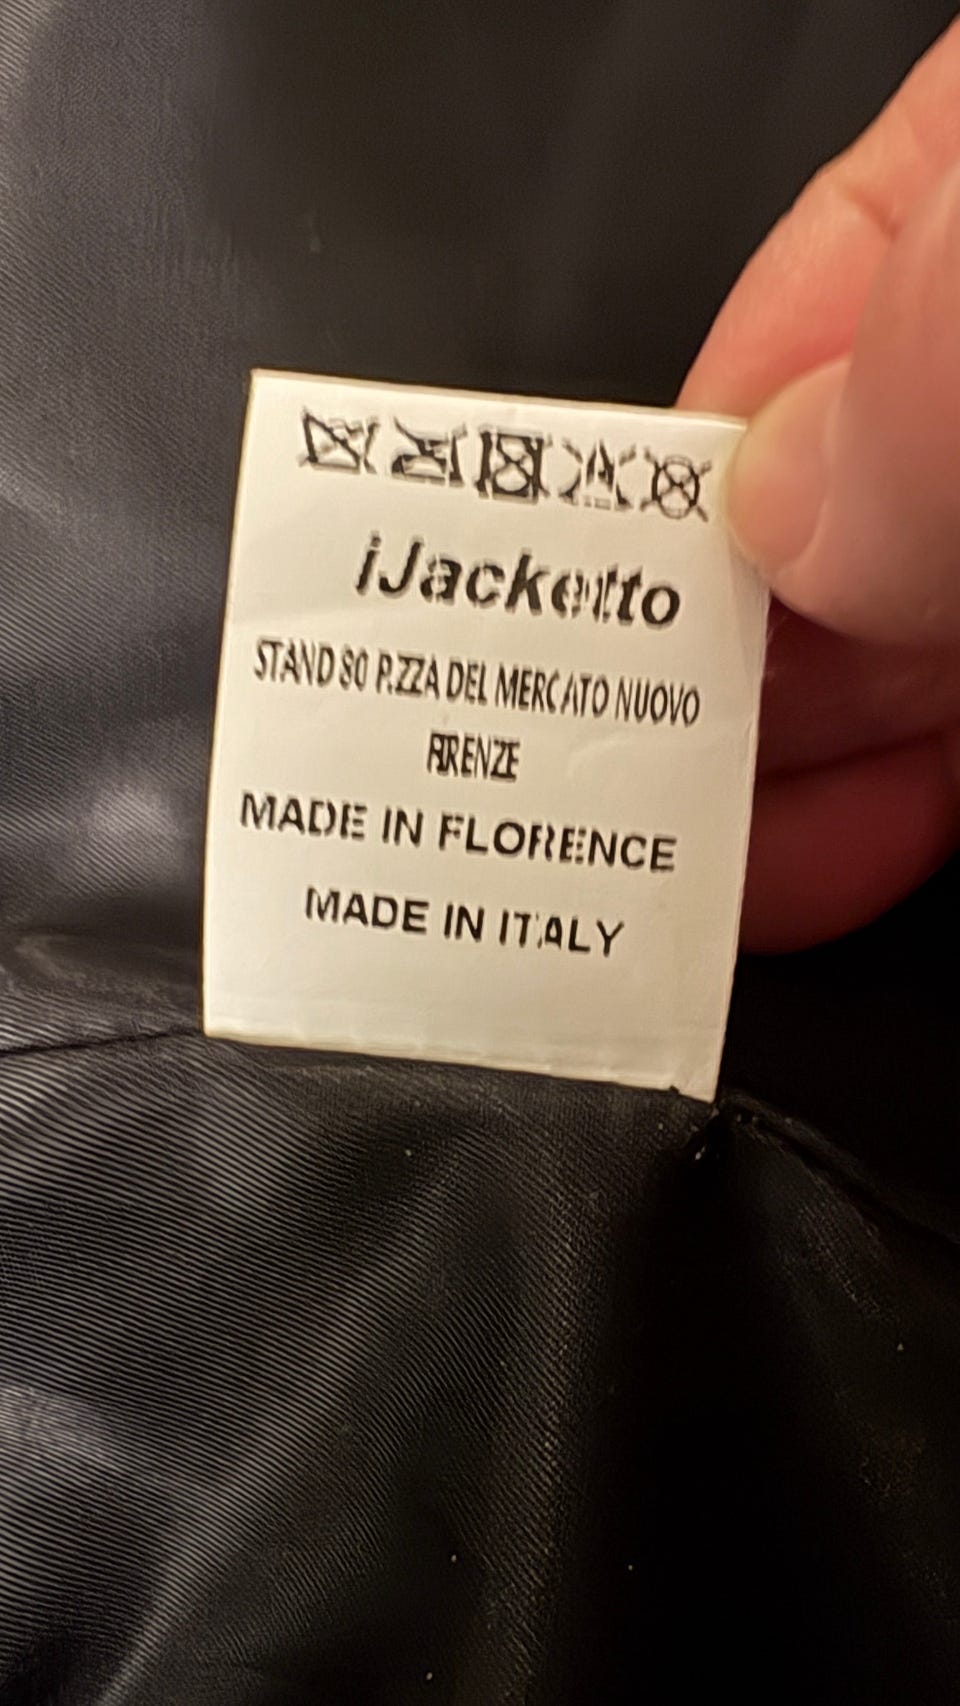 iJacketto
STAND 80 P.ZZA DEL MERCATO NUOVO
FIRENZE
MADE IN FLORENCE
MADE IN ITALY